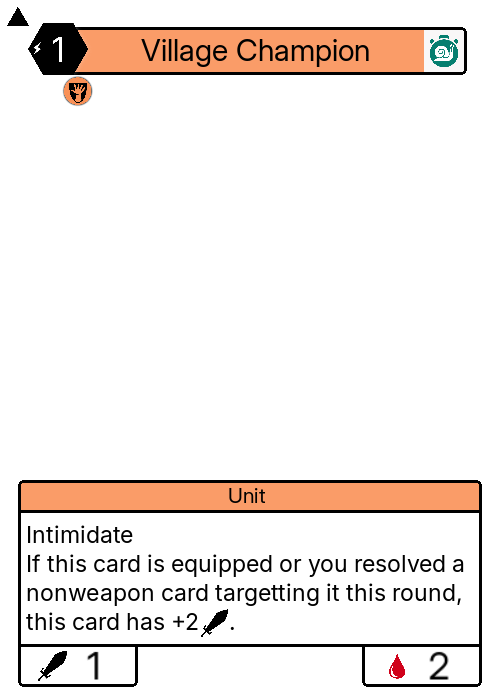 1
Village Champion
Unit
Intimidate
If this card is equipped or you resolved a
nonweapon card targetting it this round,
this card has +2.
1
2